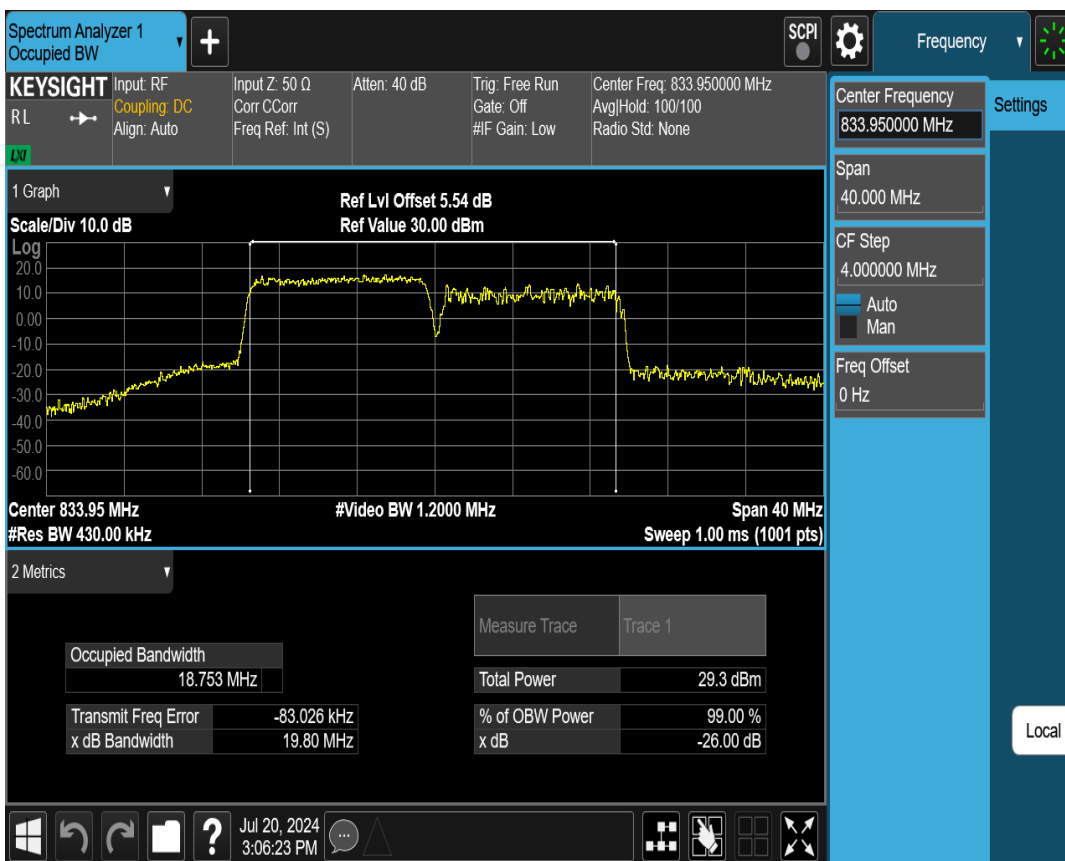 Spectrum Analyzer 1
Occupied BW
▼
+
SCPI
Frequency
▼
KEYSIGHT
RL
LXI
Input: RF
Coupling: DC
Align: Auto
Input Z: 50 Ω
Corr CCorr
Freq Ref: Int (S)
Atten: 40 dB
Trig: Free Run
Gate: Off
#IF Gain: Low
Center Freq: 833.950000 MHz
Avg|Hold: 100/100
Radio Std: None
Center Frequency
833.950000 MHz
Settings
Span
40.000 MHz
CF Step
4.000000 MHz
Auto
Man
Freq Offset
0 Hz
1 Graph ▼
Scale/Div 10.0 dB
Ref Lvl Offset 5.54 dB
Ref Value 30.00 dBm
Log
20.0
10.0
0.00
-10.0
-20.0
-30.0
-40.0
-50.0
-60.0
Center 833.95 MHz
#Res BW 430.00 kHz
#Video BW 1.2000 MHz
Span 40 MHz
Sweep 1.00 ms (1001 pts)
2 Metrics ▼
Measure Trace Trace 1
Occupied Bandwidth
18.753 MHz
Total Power 29.3 dBm
Transmit Freq Error -83.026 kHz
% of OBW Power 99.00 %
x dB Bandwidth 19.80 MHz
x dB -26.00 dB
Local
?
Jul 20, 2024
3:06:23 PM